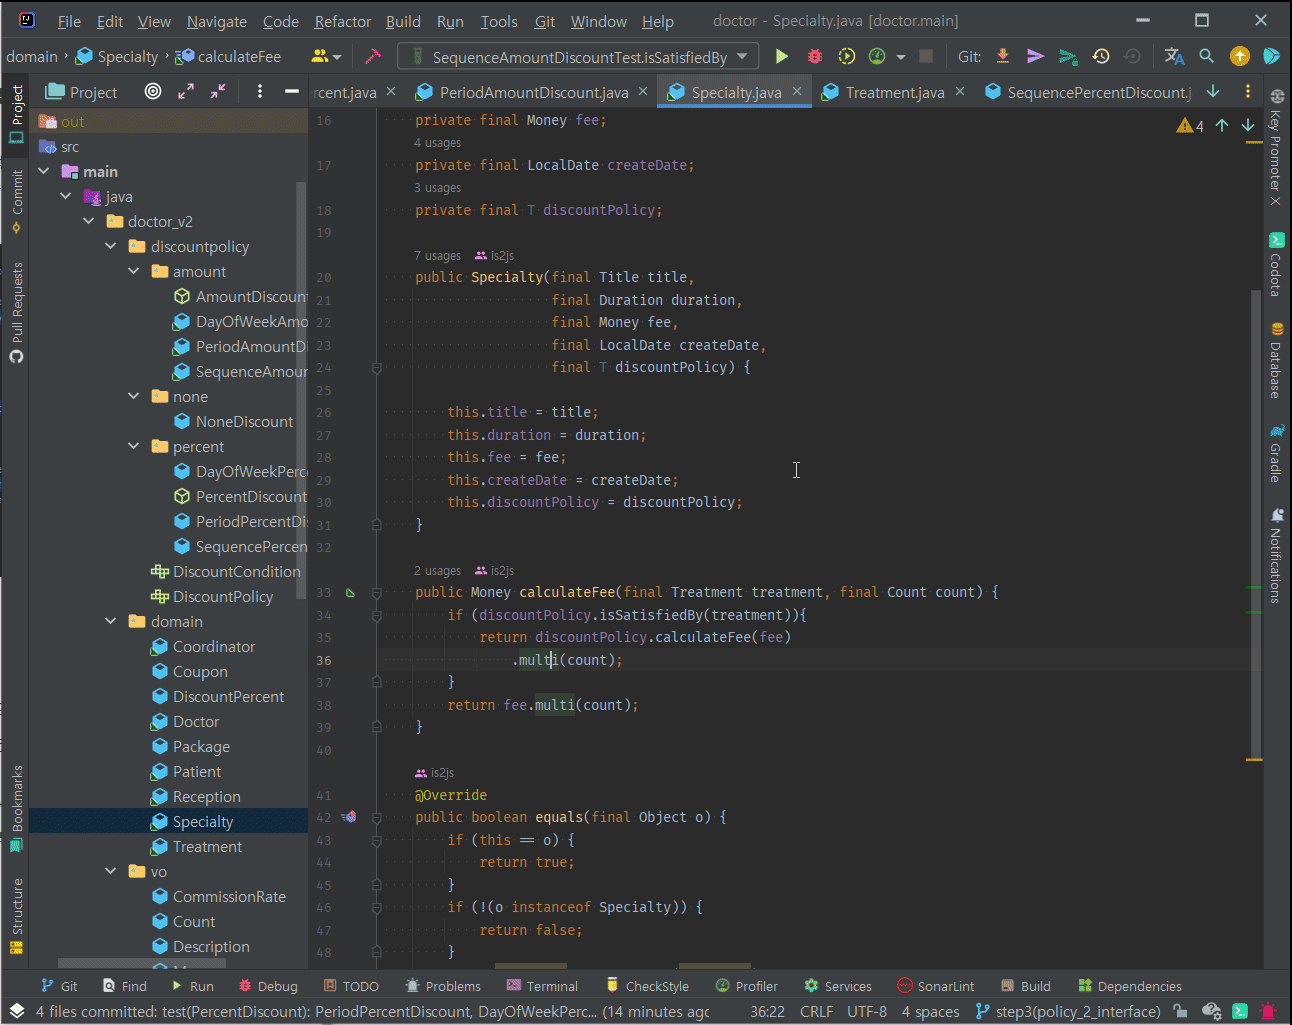 File Edit View Navigate Code Refactor Build Run Tools Git Window Help doctor - Specialty.java [doctor.main]
domain Specialty calculateFee SequenceAmountDiscountTest.isSatisfiedBy Git:
Project
rcent.java PeriodAmountDiscount.java Specialty.java Treatment.java SequencePercentDiscount.j
Project
Commit
Pull Requests
Bookmarks
Structure
out
src
main
java
doctor_v2
discountpolicy
amount
AmountDiscoun
DayOfWeekAmo
PeriodAmountDi
SequenceAmour
none
NoneDiscount
percent
DayOfWeekPerc
PercentDiscount
PeriodPercentDi
SequencePercen
DiscountCondition
DiscountPolicy
domain
Coordinator
Coupon
DiscountPercent
Doctor
Package
Patient
Reception
Specialty
Treatment
vo
CommissionRate
Count
Description
4
16 private final Money fee;
4 usages
17 private final LocalDate createDate;
3 usages
18 private final T discountPolicy;
19
7 usages is2js
20 public Specialty(final Title title,
21 final Duration duration,
22 final Money fee,
23 final LocalDate createDate,
24 final T discountPolicy) {
25
26 this.title = title;
27 this.duration = duration;
28 this.fee = fee;
29 this.createDate = createDate;
30 this.discountPolicy = discountPolicy;
31 }
32
2 usages is2js
33 public Money calculateFee(final Treatment treatment, final Count count) {
34 if (discountPolicy.isSatisfiedBy(treatment)){
35 return discountPolicy.calculateFee(fee)
36 .multi(count);
37 }
38 return fee.multi(count);
39 }
40
is2js
41 @Override
42 public boolean equals(final Object o) {
43 if (this == o) {
44 return true;
45 }
46 if (!(o instanceof Specialty)) {
47 return false;
48 }
Key Promoter X
Codota
Database
Gradle
Notifications
Git Find Run Debug TODO Problems Terminal CheckStyle Profiler Services SonarLint Build Dependencies
4 files committed: test(PercentDiscount): PeriodPercentDiscount, DayOfWeekPerc... (14 minutes agc 36:22 CRLF UTF-8 4 spaces step3(policy_2_interface)